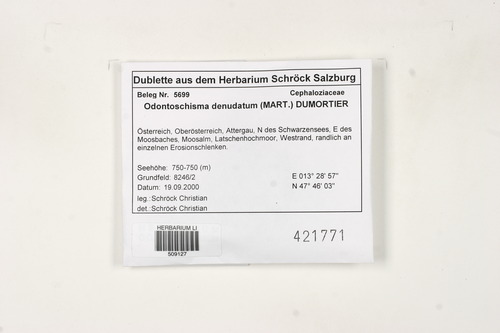 Dublette aus dem Herbarium Schröck Salzburg
Beleg Nr. 5699 Cephaloziaceae
Odontoschisma denudatum (MART.) DUMORTIER
Österreich, Oberösterreich, Attergau, N des Schwarzensees, E des
Moosbaches, Moosalm, Latschenhochmoor, Westrand, randlich an
einzelnen Erosionschlenken.
Seehöhe: 750-750 (m)
Grundfeld: 8246/2 E 013° 28' 57"
Datum: 19.09.2000 N 47° 46' 03"
leg.: Schröck Christian
det.: Schröck Christian
HERBARIUM LI
509127
421771